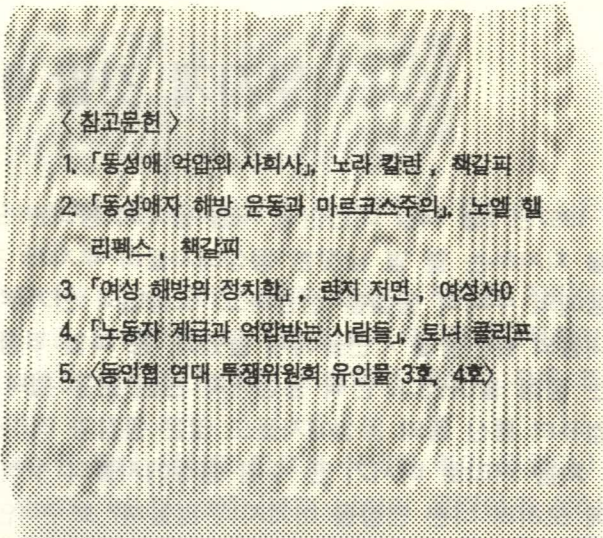 〈 참고문헌 〉
1. 「동성애 억압의 사회사」, 노라 칼린 , 책갈피
2. 「동성애자 해방 운동과 마르크스주의」, 노엘 핼
리펙스 , 책갈피
3. 「여성 해방의 정치학」, 린지 저먼 , 여성사0
4. 「노동자 계급과 억압받는 사람들」, 토니 클리프
5. 〈동인협 연대 투쟁위원회 유인물 3호, 4호〉